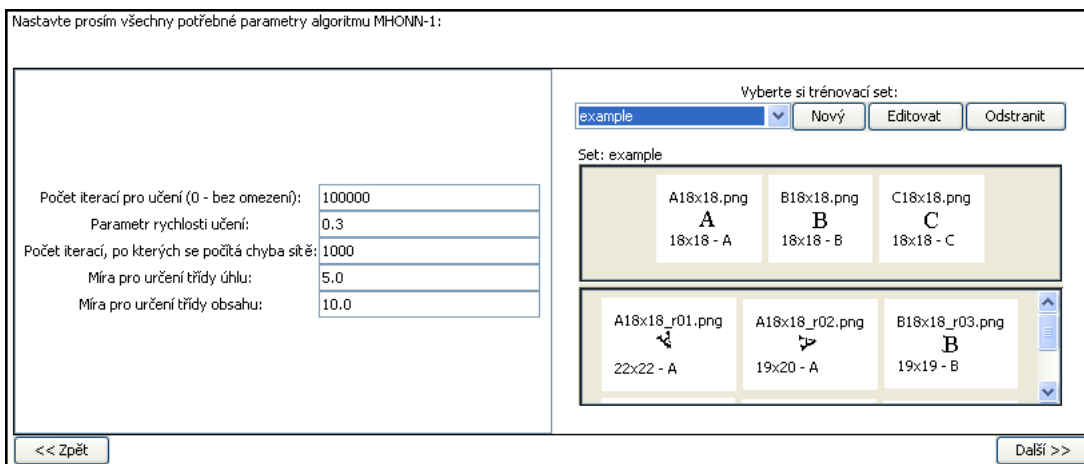 Nastavte prosím všechny potřebné parametry algoritmu MHONN-1:
Počet iterací pro učení (0 - bez omezení): 100000
Parametr rychlosti učení: 0.3
Počet iterací, po kterých se počítá chyba sítě: 1000
Míra pro určení třídy úhlu: 5.0
Míra pro určení třídy obsahu: 10.0
Vyberte si trénovací set:
example Nový Editovat Odstranit
Set: example
A18x18.png B18x18.png C18x18.png
A B C
18x18 - A 18x18 - B 18x18 - C
A18x18_r01.png A18x18_r02.png B18x18_r03.png
A A B
22x22 - A 19x20 - A 19x19 - B
<< Zpět Další >>